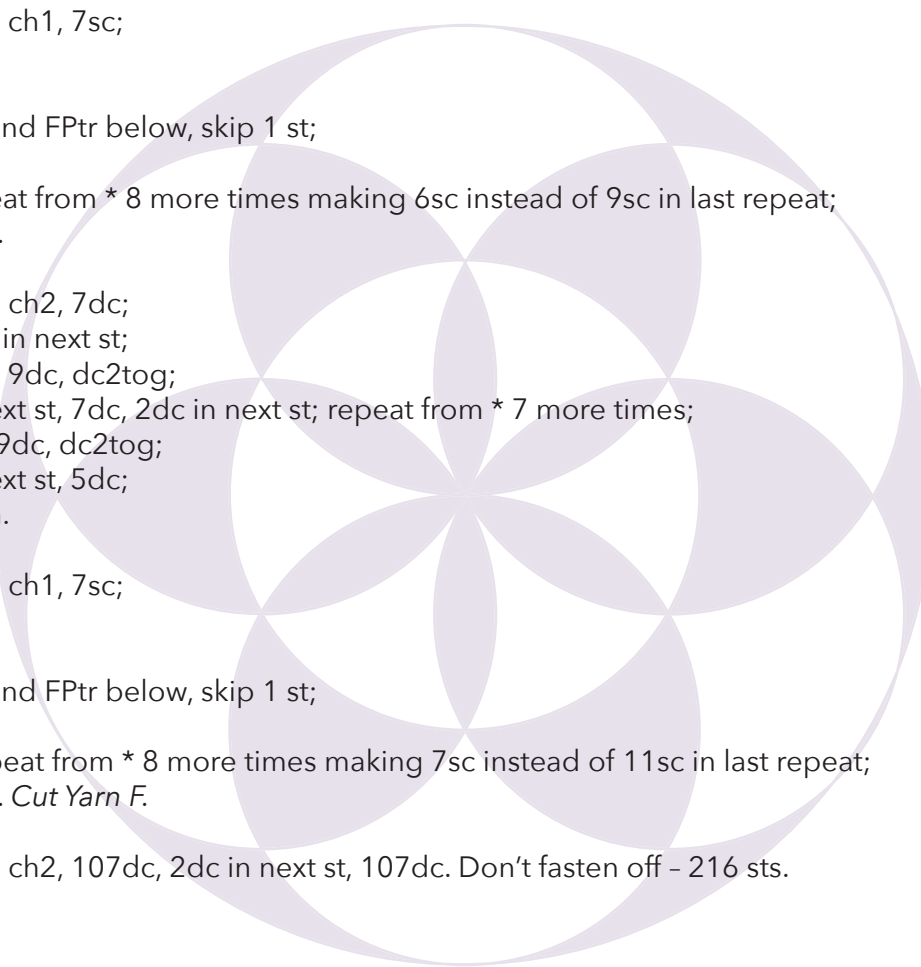 ch1, 7sc;
nd FPtr below, skip 1 st;
eat from * 8 more times making 6sc instead of 9sc in last repeat;
.
ch2, 7dc;
in next st;
9dc, dc2tog;
ext st, 7dc, 2dc in next st; repeat from * 7 more times;
9dc, dc2tog;
ext st, 5dc;
.
ch1, 7sc;
nd FPtr below, skip 1 st;
peat from * 8 more times making 7sc instead of 11sc in last repeat;
. Cut Yarn F.
ch2, 107dc, 2dc in next st, 107dc. Don’t fasten off – 216 sts.